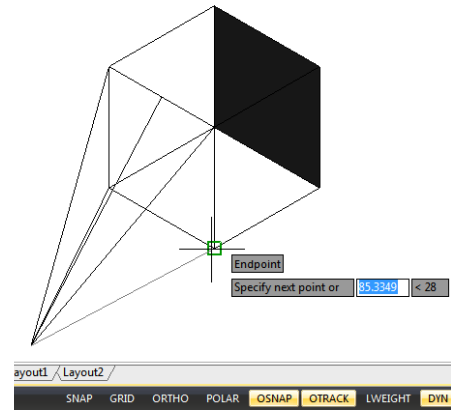 Endpoint
Specify next point or 85.3349 < 28
ayout1 Layout2
SNAP GRID ORTHO POLAR OSNAP OTRACK LWEIGHT DYN